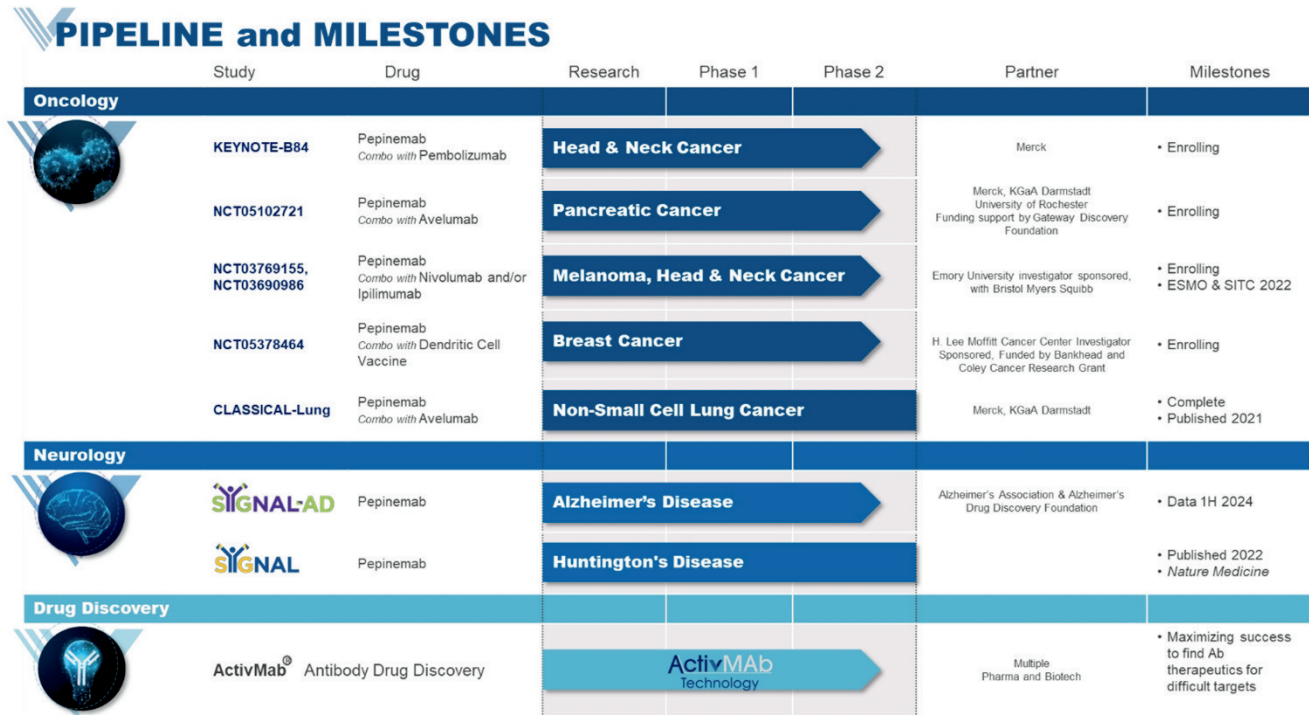 PIPELINE and MILESTONES
Study Drug Research Phase 1 Phase 2 Partner Milestones
Oncology
KEYNOTE-B84
Pepinemab
Combo with Pembolizumab
Head & Neck Cancer
Merck
• Enrolling
NCT05102721
Pepinemab
Combo with Avelumab
Pancreatic Cancer
Merck, KGaA Darmstadt
University of Rochester
Funding support by Gateway Discovery
Foundation
• Enrolling
NCT03769155,
NCT03690986
Pepinemab
Combo with Nivolumab and/or
Ipilimumab
Melanoma, Head & Neck Cancer
Emory University investigator sponsored,
with Bristol Myers Squibb
• Enrolling
• ESMO & SITC 2022
NCT05378464
Pepinemab
Combo with Dendritic Cell
Vaccine
Breast Cancer
H. Lee Moffitt Cancer Center Investigator
Sponsored, Funded by Bankhead and
Coley Cancer Research Grant
• Enrolling
CLASSICAL-Lung
Pepinemab
Combo with Avelumab
Non-Small Cell Lung Cancer
Merck, KGaA Darmstadt
• Complete
• Published 2021
Neurology
SIGNAL-AD
Pepinemab
Alzheimer's Disease
Alzheimer's Association & Alzheimer's
Drug Discovery Foundation
• Data 1H 2024
SIGNAL
Pepinemab
Huntington's Disease
• Published 2022
• Nature Medicine
Drug Discovery
ActivMab® Antibody Drug Discovery
ActivMAb
Technology
Multiple
Pharma and Biotech
• Maximizing success
to find Ab
therapeutics for
difficult targets